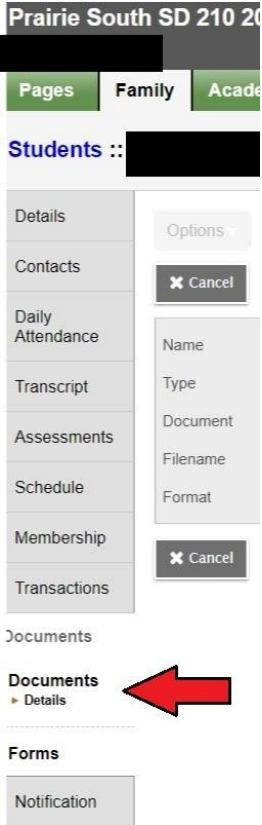 Prairie South SD 210 20
Pages Family Acade
Students ::
Details
Contacts
Daily
Attendance
Transcript
Assessments
Schedule
Membership
Transactions
Options
✖ Cancel
Name
Type
Document
Filename
Format
✖ Cancel
Documents
Documents
▸ Details
Forms
Notification